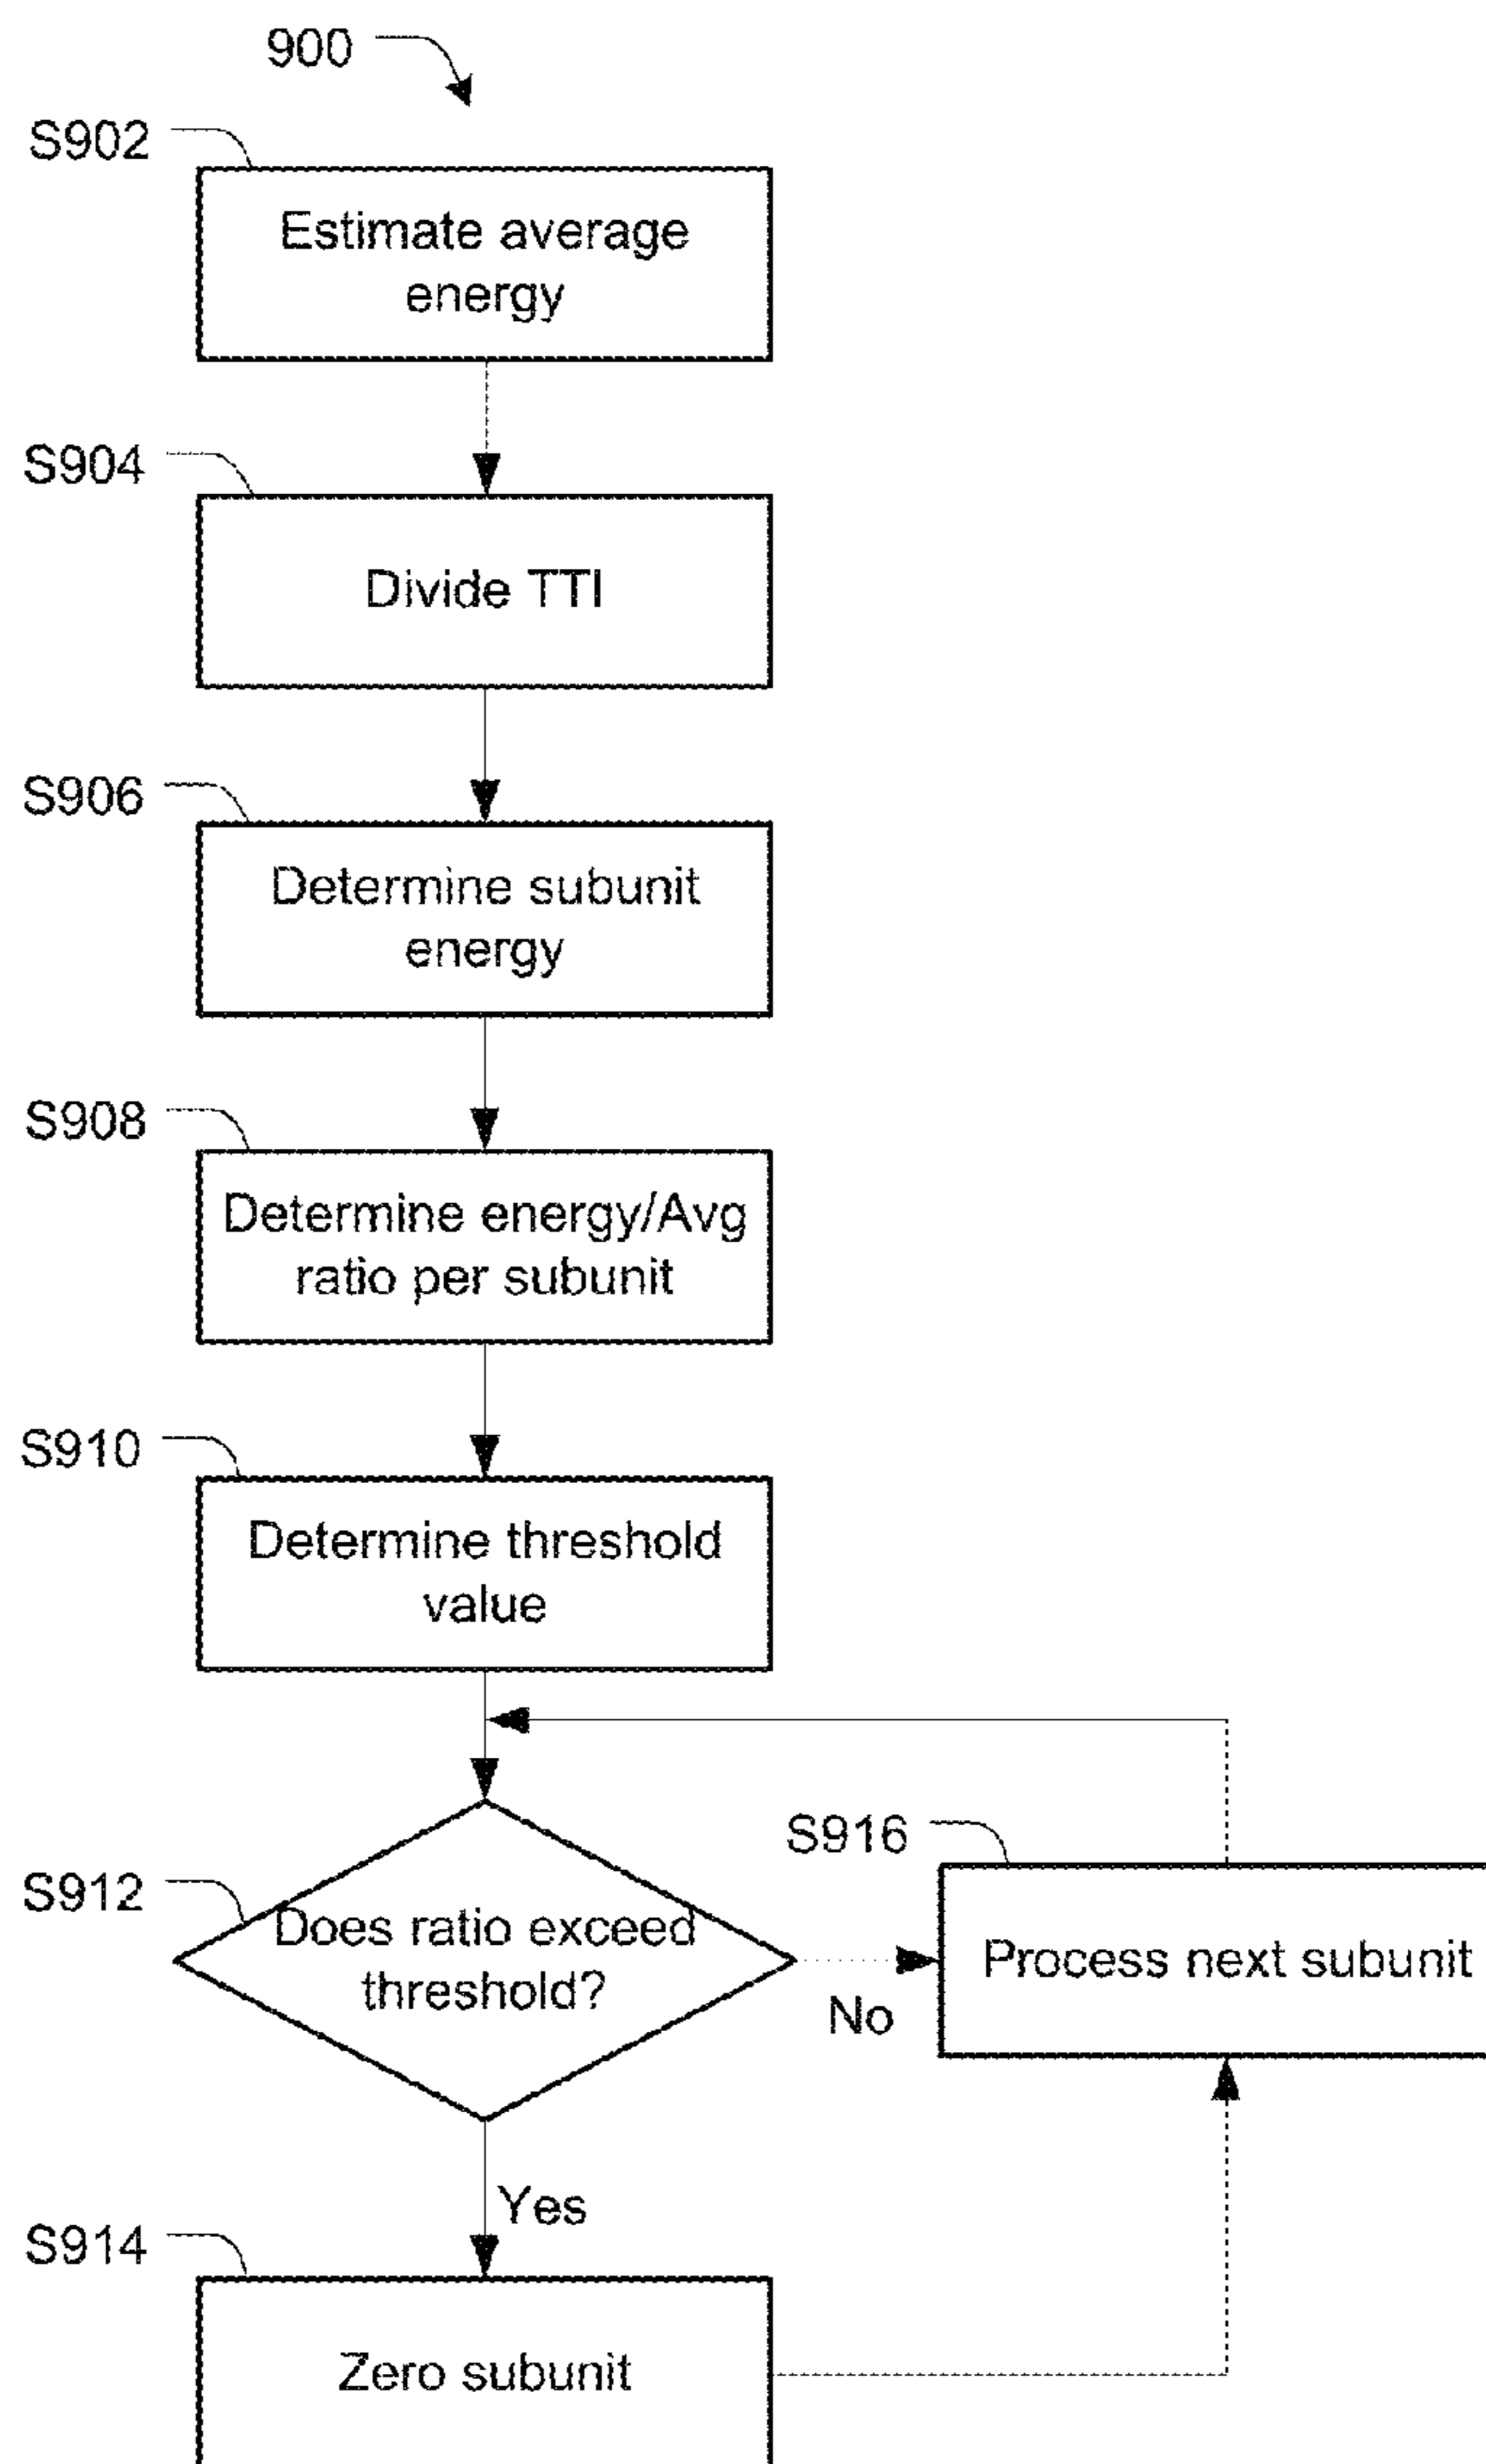 900
S902
Estimate average
energy
S904
Divide TTI
S906
Determine subunit
energy
S908
Determine energy/Avg
ratio per subunit
S910
Determine threshold
value
S912
Does ratio exceed
threshold?
No
S916
Process next subunit
Yes
S914
Zero subunit